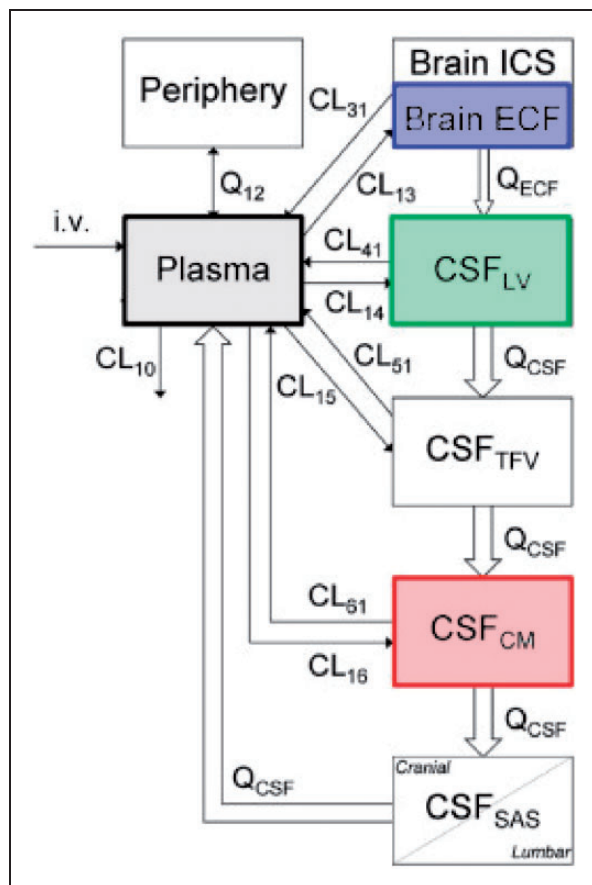 Periphery
Brain ICS
Brain ECF
CL31
CL13
Q12
QECF
i.v.
Plasma
CL41
CL14
CSFLV
CL10
CL15
CL51
QCSF
CSFTFV
QCSF
CL61
CL16
CSFCM
QCSF
QCSF
Cranial
CSFSAS
Lumbar